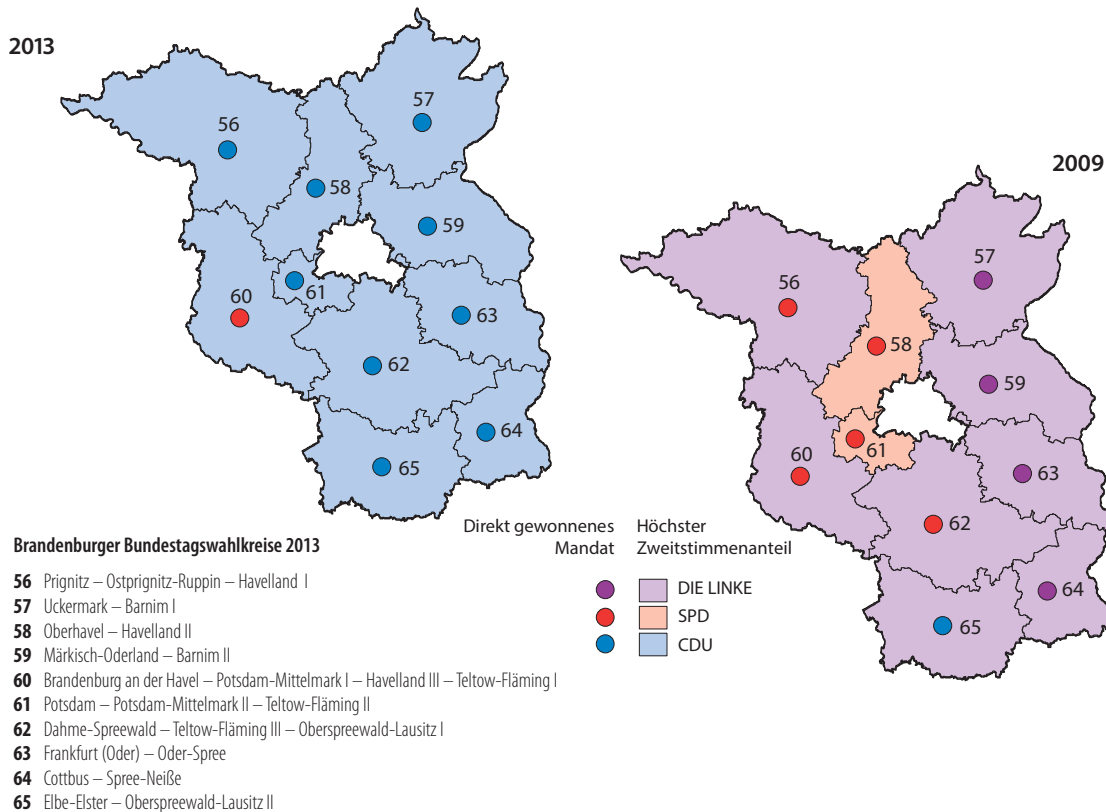 2013
57
56
58
59
60
61
63
62
64
65
2009
57
56
58
59
60
61
63
62
64
65
Direkt gewonnenes Mandat
Höchster Zweitstimmenanteil
DIE LINKE
SPD
CDU
Brandenburger Bundestagswahlkreise 2013
56 Prignitz – Ostprignitz-Ruppin – Havelland I
57 Uckermark – Barnim I
58 Oberhavel – Havelland II
59 Märkisch-Oderland – Barnim II
60 Brandenburg an der Havel – Potsdam-Mittelmark I – Havelland III – Teltow-Fläming I
61 Potsdam – Potsdam-Mittelmark II – Teltow-Fläming II
62 Dahme-Spreewald – Teltow-Fläming III – Oberspreewald-Lausitz I
63 Frankfurt (Oder) – Oder-Spree
64 Cottbus – Spree-Neiße
65 Elbe-Elster – Oberspreewald-Lausitz II